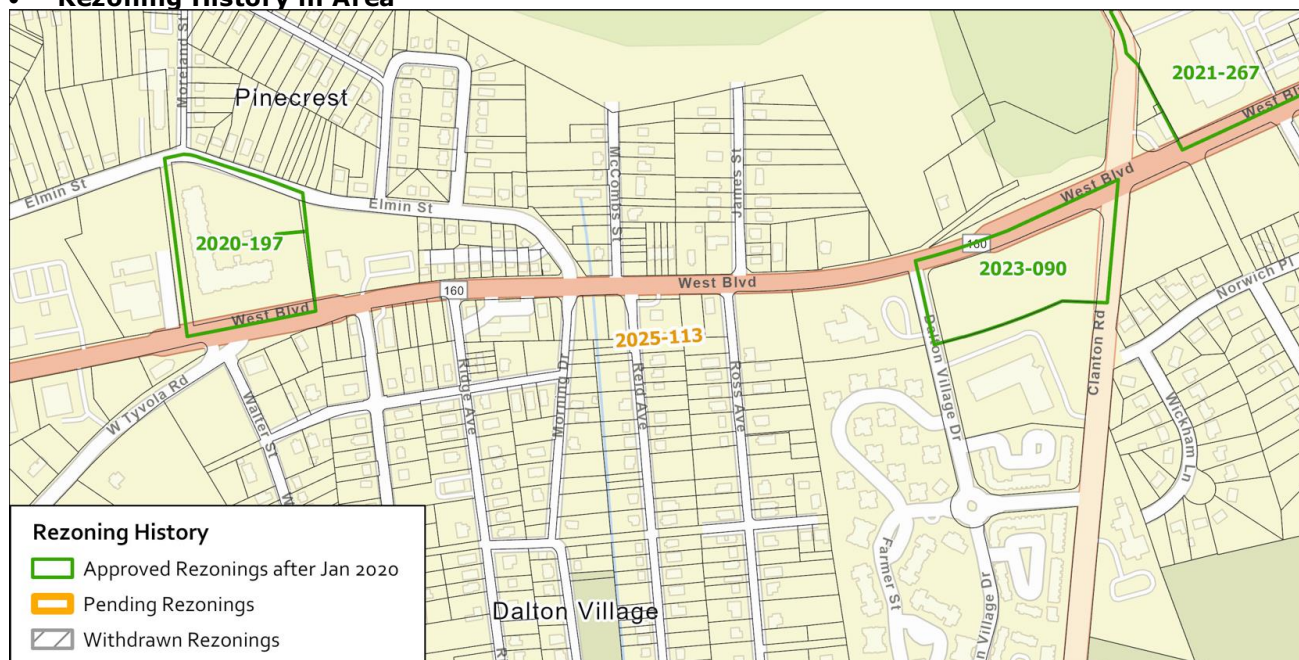 • Rezoning History in Area
Moreland St
Pinecrest
McCombs St
James St
2021-267
West Blv
Elmin St
Elmin St
2020-197
West Blvd
160
West Blvd
West Blvd
160
2023-090
Norwich Pl
2025-113
W Tyvola Rd
Walter St
W
Ridge Ave
Morning Dr
Reid Ave
Ross Ave
Dalton Village Dr
Clanton Rd
Wickham Ln
Farmer St
n Village Dr
R
Dalton Village
Rezoning History
Approved Rezonings after Jan 2020
Pending Rezonings
Withdrawn Rezonings